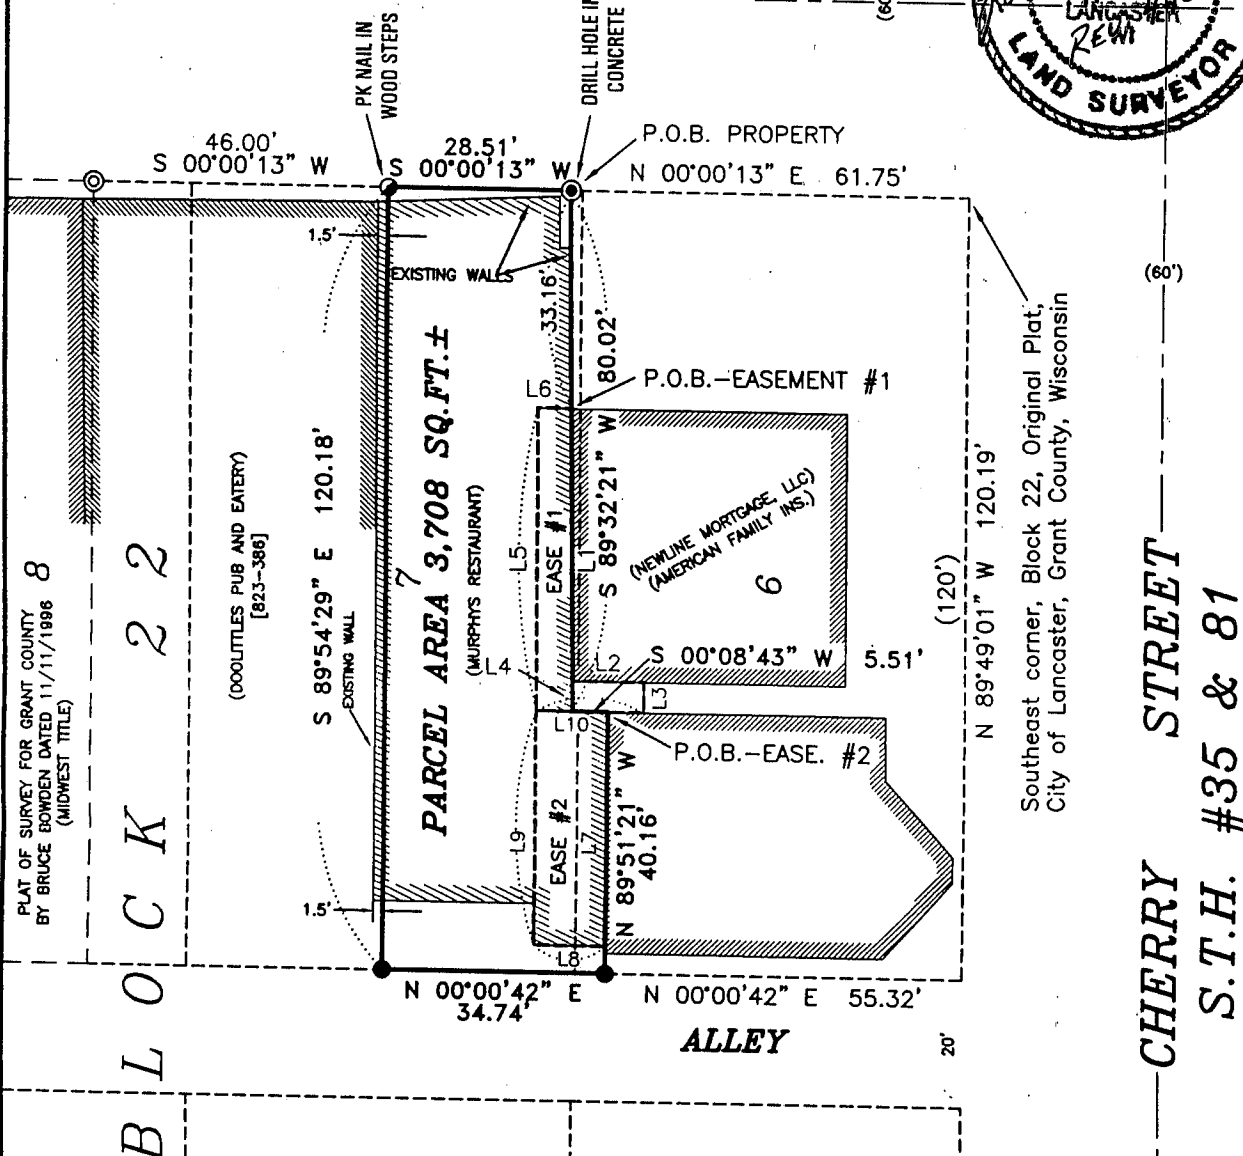 LANCASTER
LAND SURVEYOR
(60')
PK NAIL IN
WOOD STEPS
DRILL HOLE IN
CONCRETE
P.O.B. PROPERTY
46.00'
S 00°00'13" W
28.51'
S 00°00'13" W
N 00°00'13" E 61.75'
1.5'
EXISTING WALLS
33.16'
80.02'
S 89°32'21" W
L6
P.O.B.-EASEMENT #1
PARCEL AREA 3,708 SQ.FT.±
7
(MURPHYS RESTAURANT)
(DOOLITTLES PUB AND EATERY)
[823-386]
S 89°54'29" E 120.18'
EXISTING WALL
L5
EASE #1
L1
(NEWLINE MORTGAGE, LLC)
(AMERICAN FAMILY INS.)
6
L4
L2
S 00°08'43" W 5.51'
L3
L10
P.O.B.-EASE. #2
EASE #2
L9
L7
N 89°51'21" W
40.16'
1.5'
L8
N 00°00'42" E
34.74'
N 00°00'42" E 55.32'
ALLEY
20'
PLAT OF SURVEY FOR GRANT COUNTY
BY BRUCE BOWDEN DATED 11/11/1996
(MIDWEST TITLE)
8
BLOCK 22
N 89°49'01" W 120.19'
(120')
Southeast corner, Block 22, Original Plat,
City of Lancaster, Grant County, Wisconsin
(60')
CHERRY STREET
S.T.H. #35 & 81